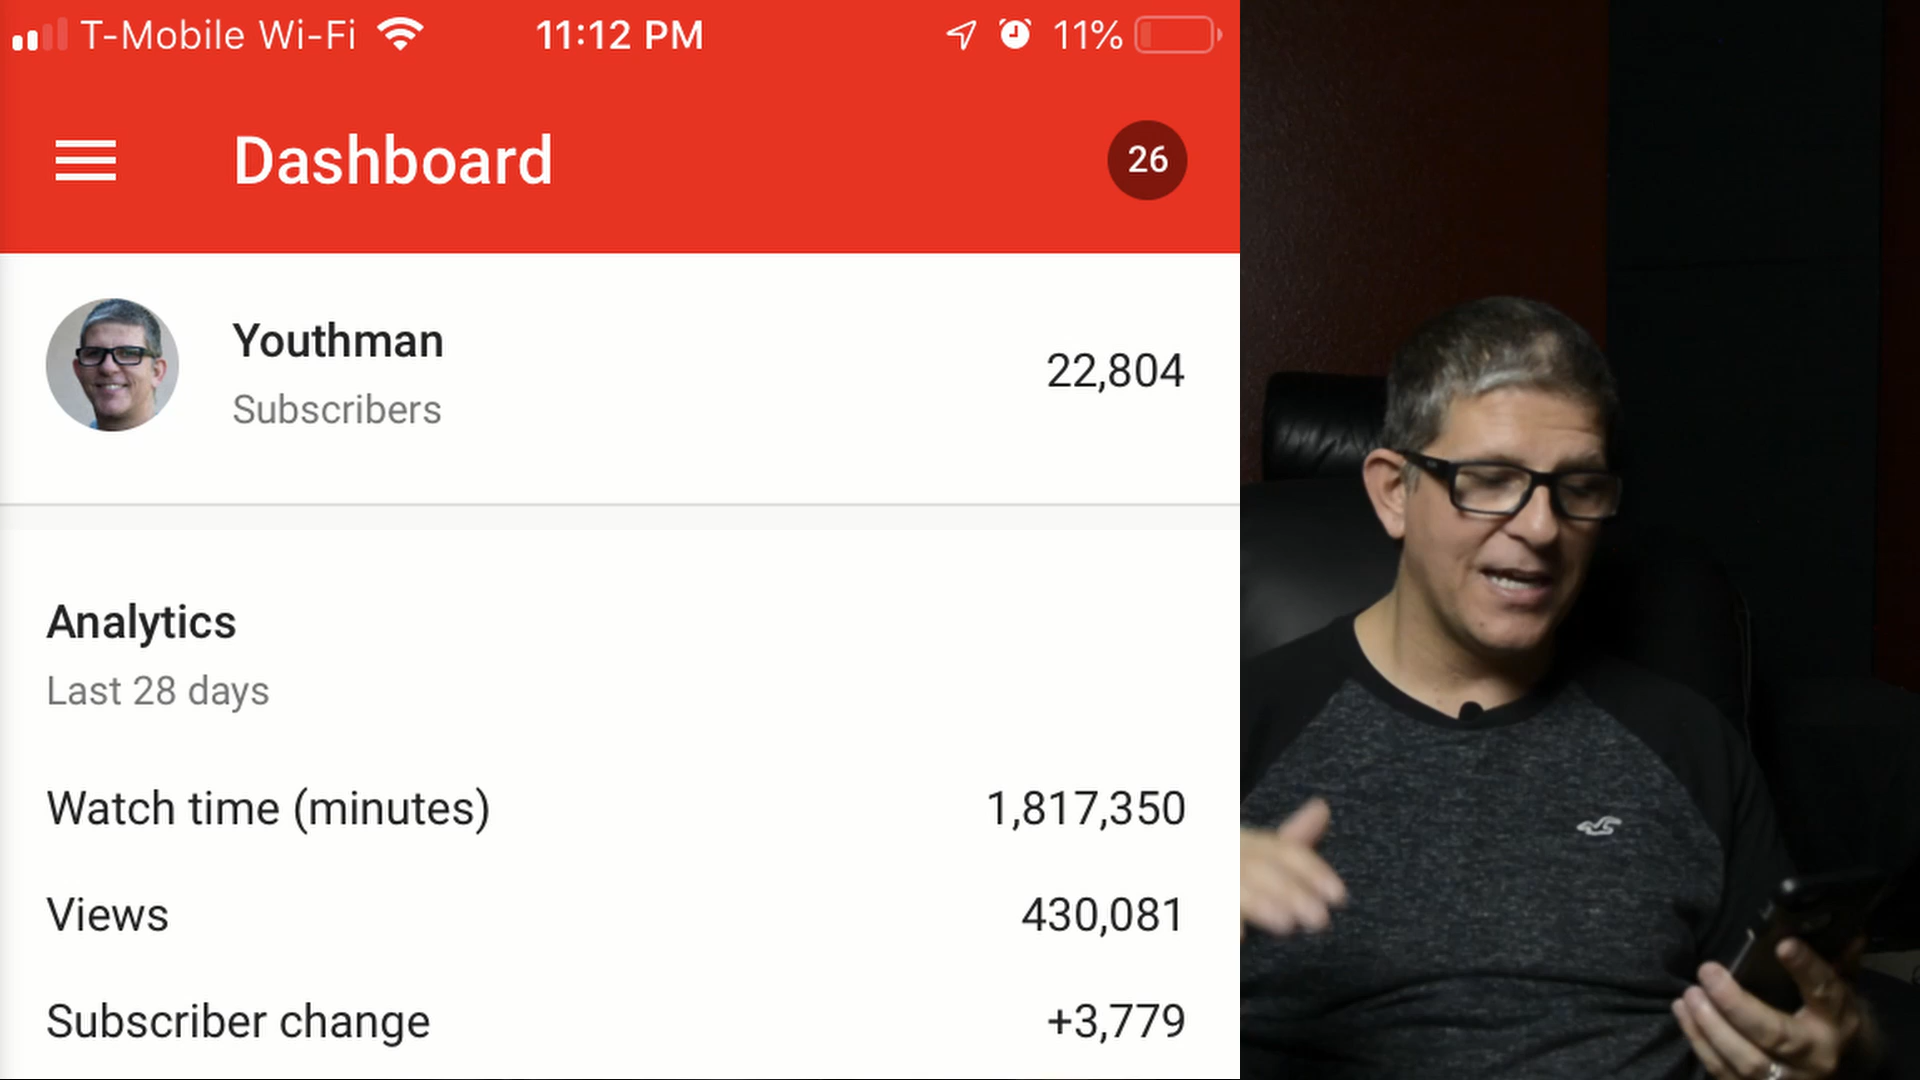 T-Mobile Wi-Fi 11:12 PM 11%
Dashboard 26
Youthman
Subscribers 22,804
Analytics
Last 28 days
Watch time (minutes) 1,817,350
Views 430,081
Subscriber change +3,779